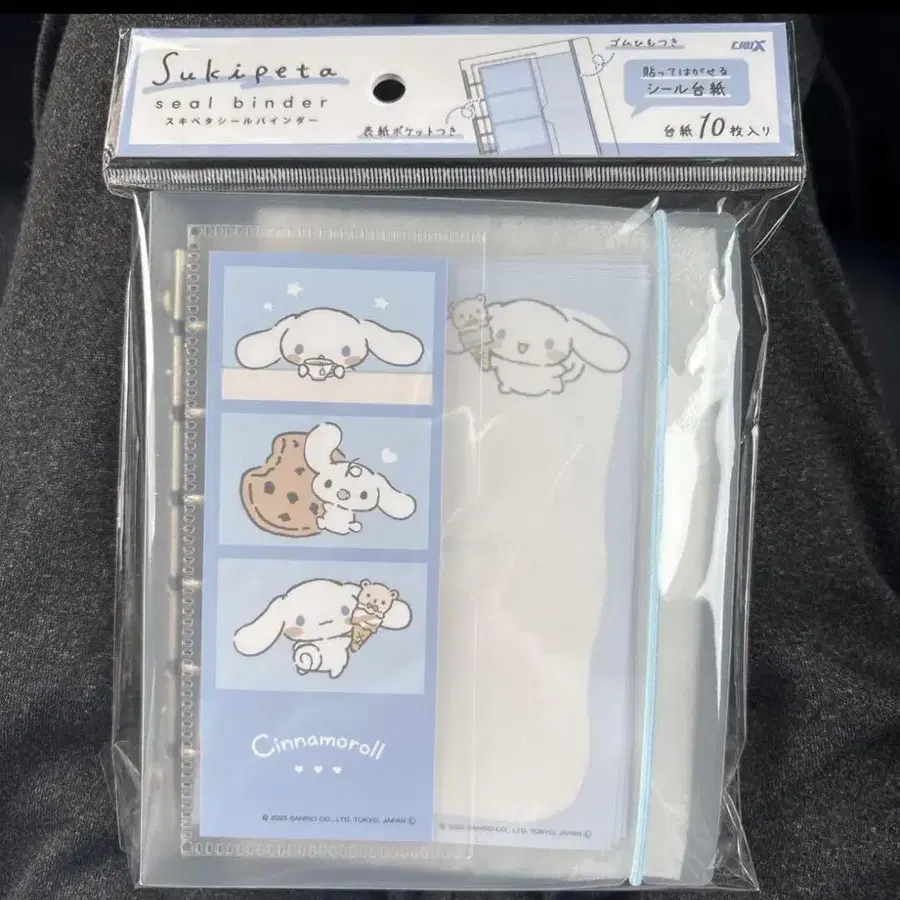 Sukipeta
seal binder
スキペタシールバインダー
表紙ポケットつき
ゴムひもつき
CRUX
貼ってはがせる
シール台紙
台紙10枚入り
Cinnamoroll
© 2025 SANRIO CO., LTD. TOKYO, JAPAN Ⓛ
© 2025 SANRIO CO., LTD. TOKYO, JAPAN Ⓛ